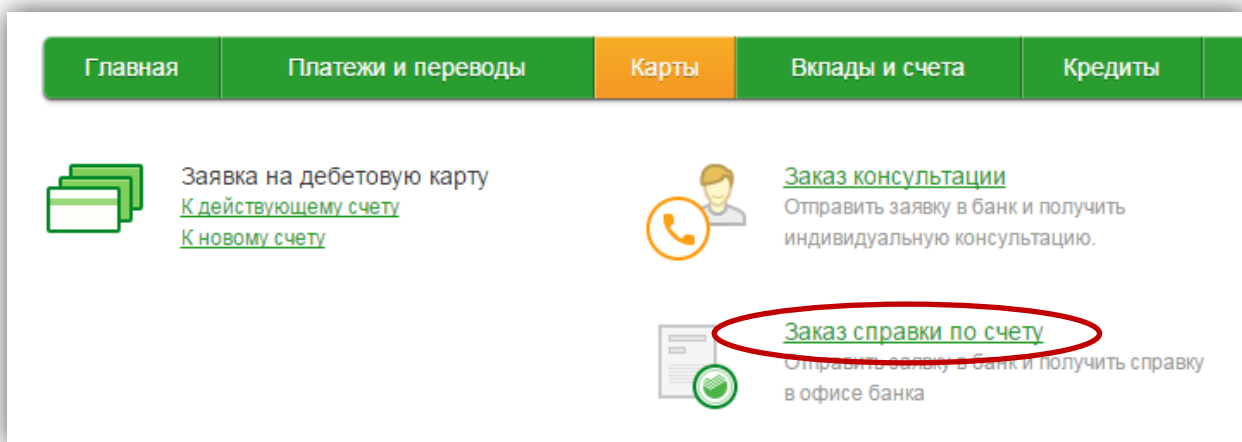 Главная Платежи и переводы Карты Вклады и счета Кредиты
Заявка на дебетовую карту
К действующему счету
К новому счету
Заказ консультации
Отправить заявку в банк и получить
индивидуальную консультацию.
Заказ справки по счету
Отправить заявку в банк и получить справку
в офисе банка